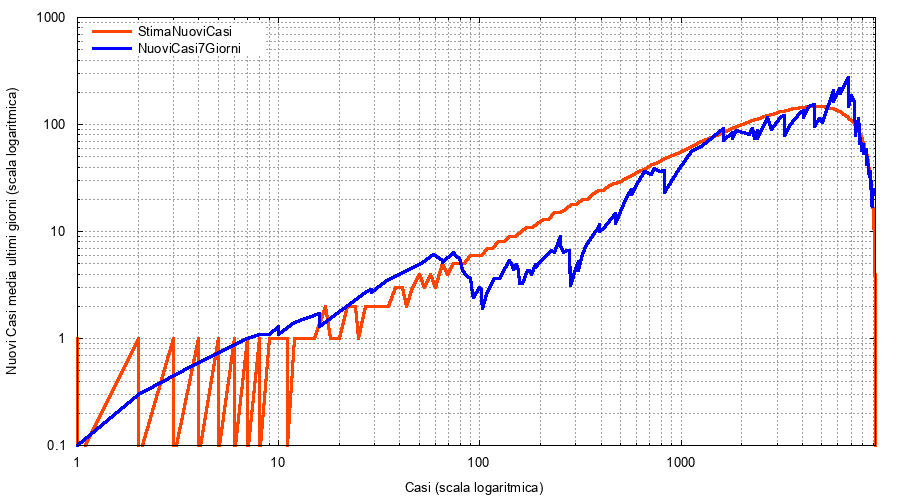 StimaNuoviCasi
NuoviCasi7Giorni
Nuovi Casi media ultimi giorni (scala logaritmica)
1000
100
10
1
0.1
1 10 100 1000
Casi (scala logaritmica)